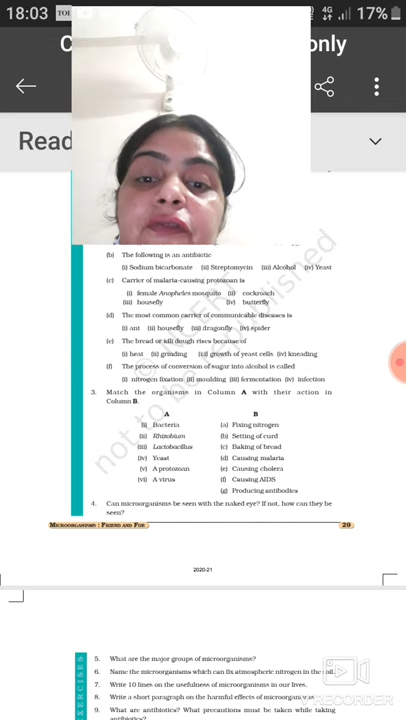 18:03 TOI 4G 17%
C only
Read
(b) The following is an antibiotic
(i) Sodium bicarbonate (ii) Streptomycin (iii) Alcohol (iv) Yeast
(c) Carrier of malaria-causing protozoan is
(i) female Anopheles mosquito (ii) cockroach
(iii) housefly (iv) butterfly
(d) The most common carrier of communicable diseases is
(i) ant (ii) housefly (iii) dragonfly (iv) spider
(e) The bread or idli dough rises because of
(i) heat (ii) grinding (iii) growth of yeast cells (iv) kneading
(f) The process of conversion of sugar into alcohol is called
(i) nitrogen fixation (ii) moulding (iii) fermentation (iv) infection
3. Match the organisms in Column A with their action in
Column B.
A B
(i) Bacteria (a) Fixing nitrogen
(ii) Rhizobium (b) Setting of curd
(iii) Lactobacillus (c) Baking of bread
(iv) Yeast (d) Causing malaria
(v) A protozoan (e) Causing cholera
(vi) A virus (f) Causing AIDS
(g) Producing antibodies
4. Can microorganisms be seen with the naked eye? If not, how can they be
seen?
MICROORGANISMS : FRIEND AND FOE 29
2020-21
EXERCISES
5. What are the major groups of microorganisms?
6. Name the microorganisms which can fix atmospheric nitrogen in the soil.
7. Write 10 lines on the usefulness of microorganisms in our lives.
8. Write a short paragraph on the harmful effects of microorganisms
9. What are antibiotics? What precautions must be taken while taking
antibiotics?
not to be republished
© NCERT
VRECORDER